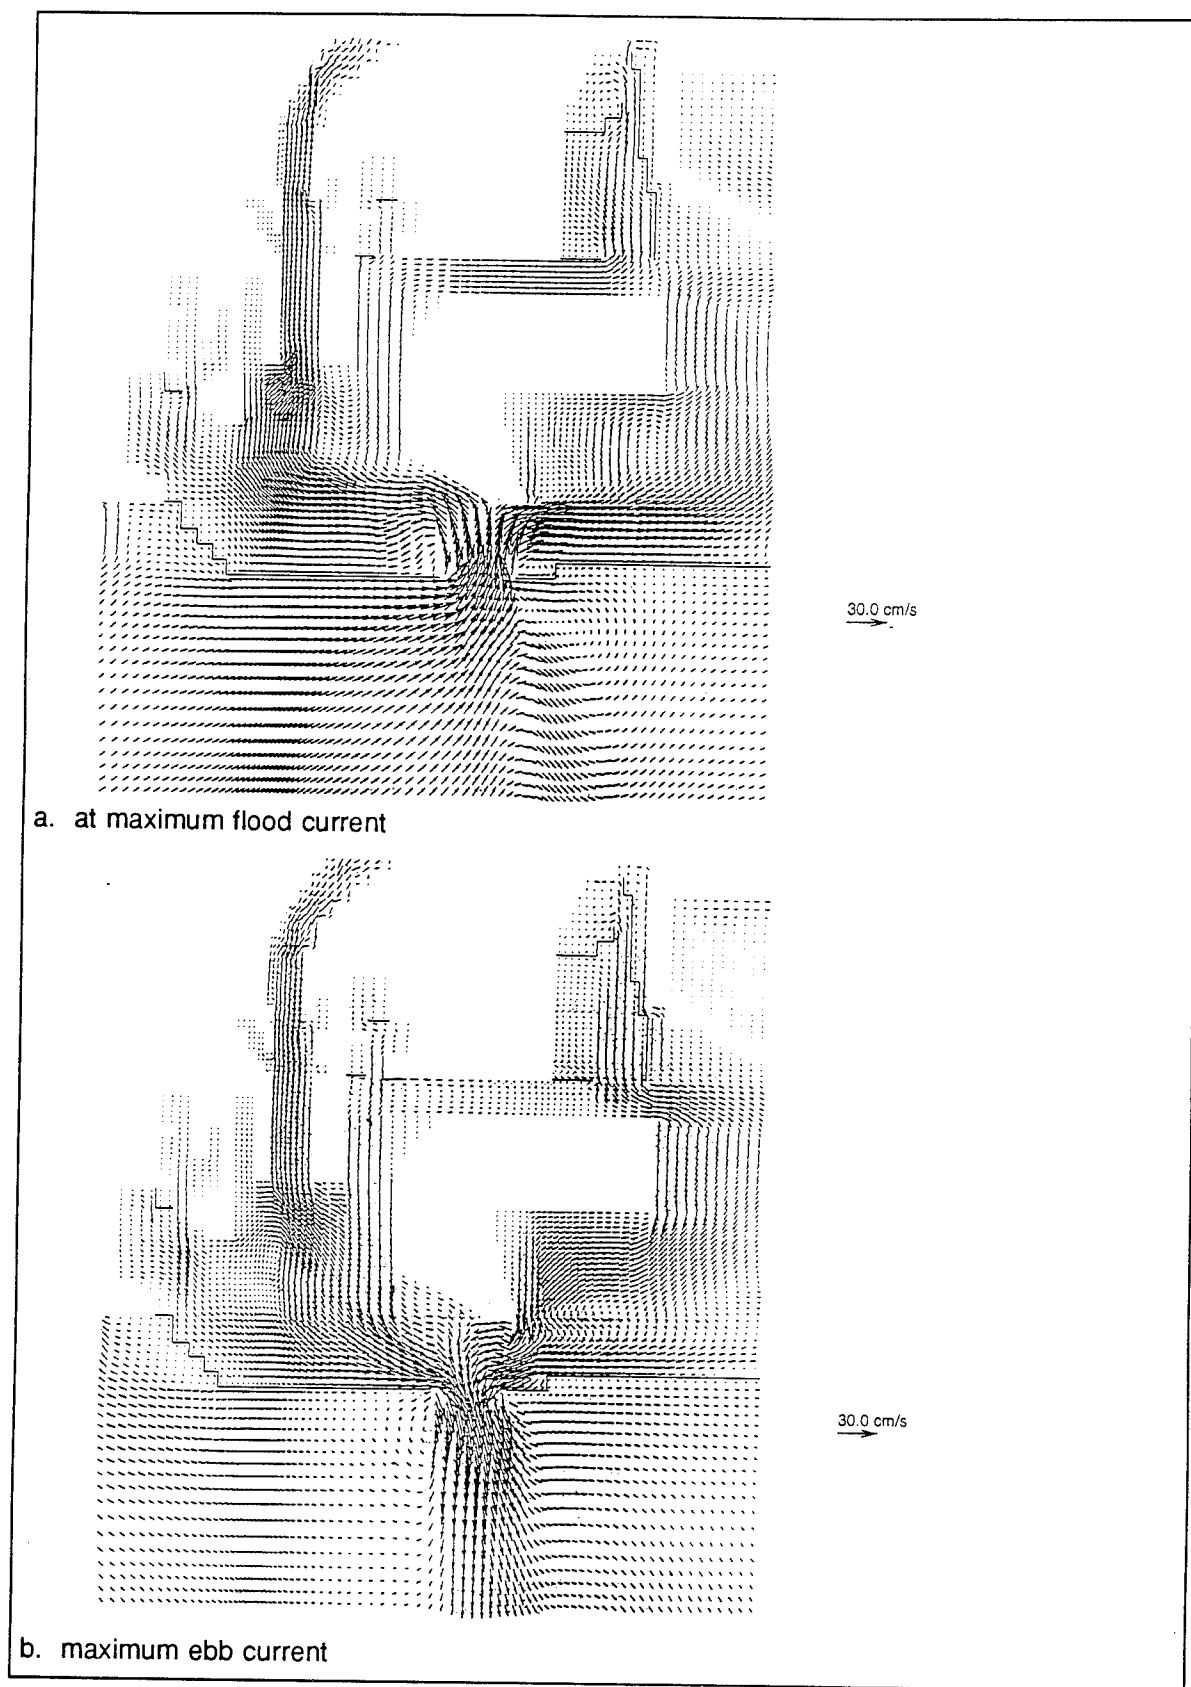 30.0 cm/s
a. at maximum flood current
30.0 cm/s
b. maximum ebb current